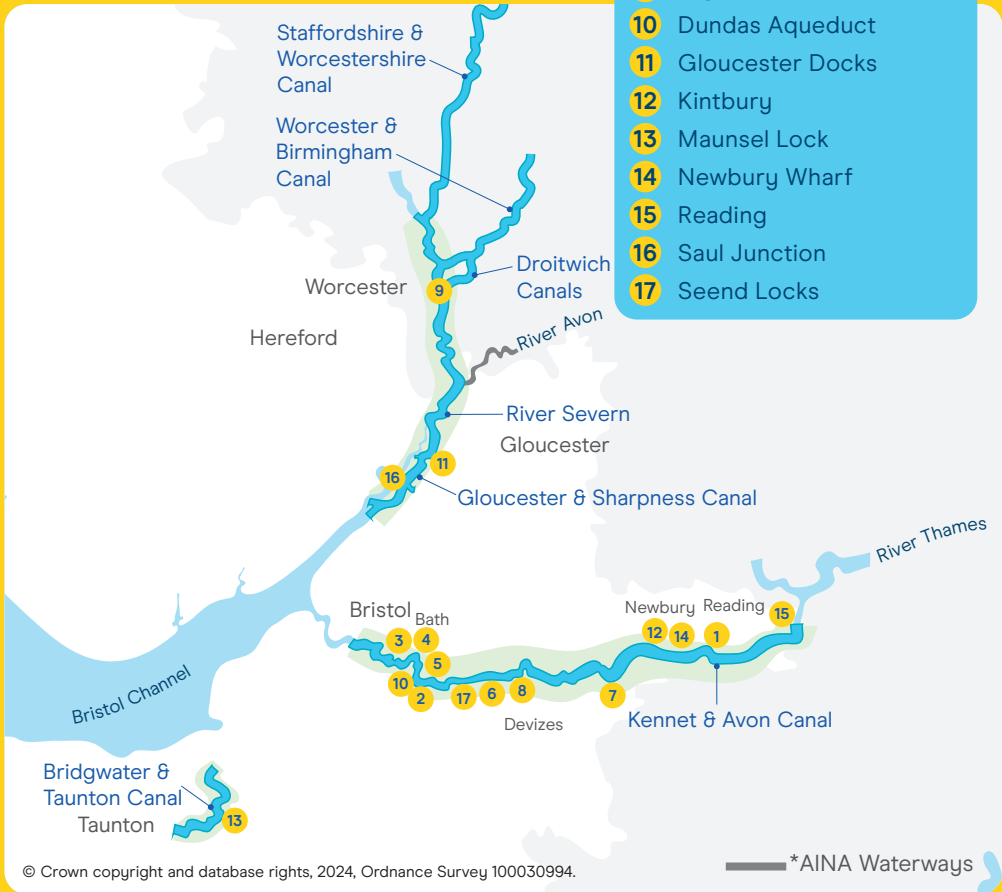 Staffordshire &
Worcestershire
Canal
Worcester &
Birmingham
Canal
10 Dundas Aqueduct
11 Gloucester Docks
12 Kintbury
13 Maunsel Lock
14 Newbury Wharf
15 Reading
16 Saul Junction
17 Seend Locks
Droitwich
Canals
Worcester
9
Hereford
River Avon
River Severn
Gloucester
11
16
Gloucester & Sharpness Canal
River Thames
Bristol
Bath
Newbury
Reading
3
4
12
14
1
15
5
10
2
17
6
8
7
Devizes
Kennet & Avon Canal
Bristol Channel
Bridgwater &
Taunton Canal
Taunton
13
© Crown copyright and database rights, 2024, Ordnance Survey 100030994.
*AINA Waterways